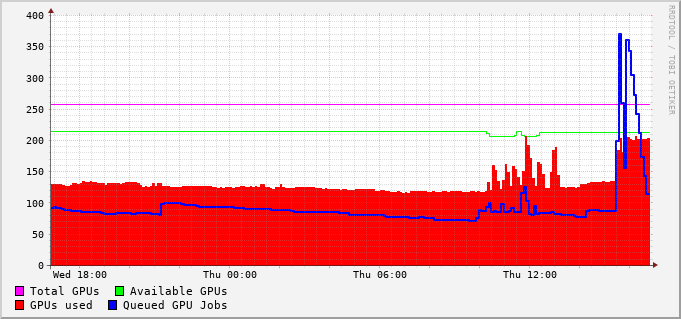 400
350
300
250
200
150
100
50
0
Wed 18:00 Thu 00:00 Thu 06:00 Thu 12:00
Total GPUs Available GPUs
GPUs used Queued GPU Jobs
RRDTOOL / TOBI OETIKER